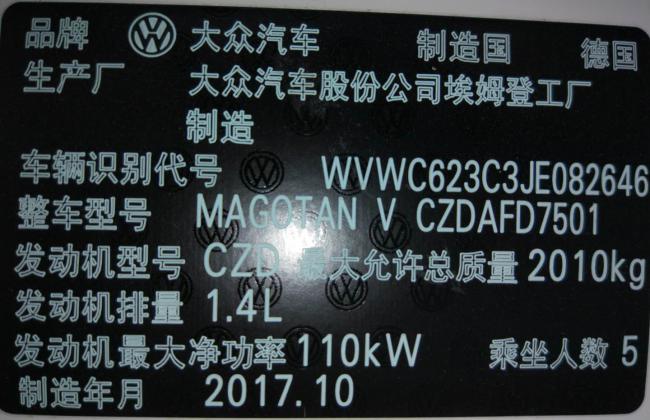 品牌 大众汽车 制造国 德国
生产厂 大众汽车股份公司埃姆登工厂
制造
车辆识别代号 WVWC623C3JE082646
整车型号 MAGOTAN V CZDAFD7501
发动机型号 CZD 最大允许总质量 2010kg
发动机排量 1.4L
发动机最大净功率 110kW 乘坐人数 5
制造年月 2017.10